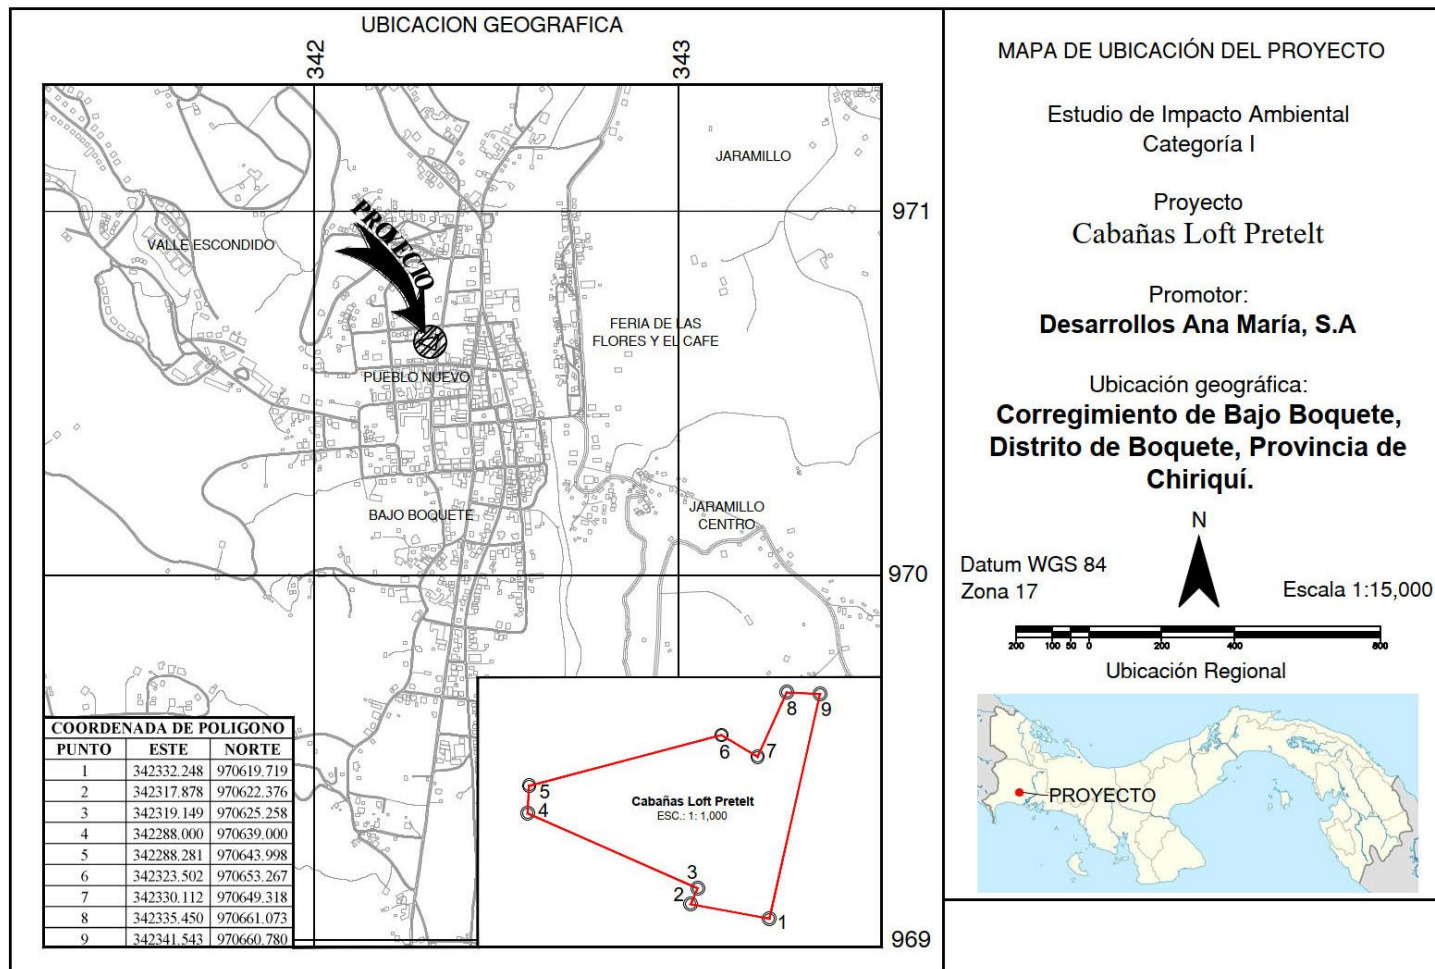 UBICACION GEOGRAFICA
342
343
JARAMILLO
971
PROYECTO
VALLE ESCONDIDO
FERIA DE LAS
FLORES Y EL CAFE
PUEBLO NUEVO
BAJO BOQUETE
JARAMILLO
CENTRO
970
COORDENADA DE POLIGONO
PUNTO ESTE NORTE
1 342332.248 970619.719
2 342317.878 970622.376
3 342319.149 970625.258
4 342288.000 970639.000
5 342288.281 970643.998
6 342323.502 970653.267
7 342330.112 970649.318
8 342335.450 970661.073
9 342341.543 970660.780
8
9
6
7
5
4
Cabañas Loft Pretelt
ESC.: 1: 1,000
3
2
1
969
MAPA DE UBICACIÓN DEL PROYECTO
Estudio de Impacto Ambiental
Categoría I
Proyecto
Cabañas Loft Pretelt
Promotor:
Desarrollos Ana María, S.A
Ubicación geográfica:
Corregimiento de Bajo Boquete,
Distrito de Boquete, Provincia de
Chiriquí.
N
Datum WGS 84
Zona 17
Escala 1:15,000
200 100 50 0 200 400 800
Ubicación Regional
PROYECTO